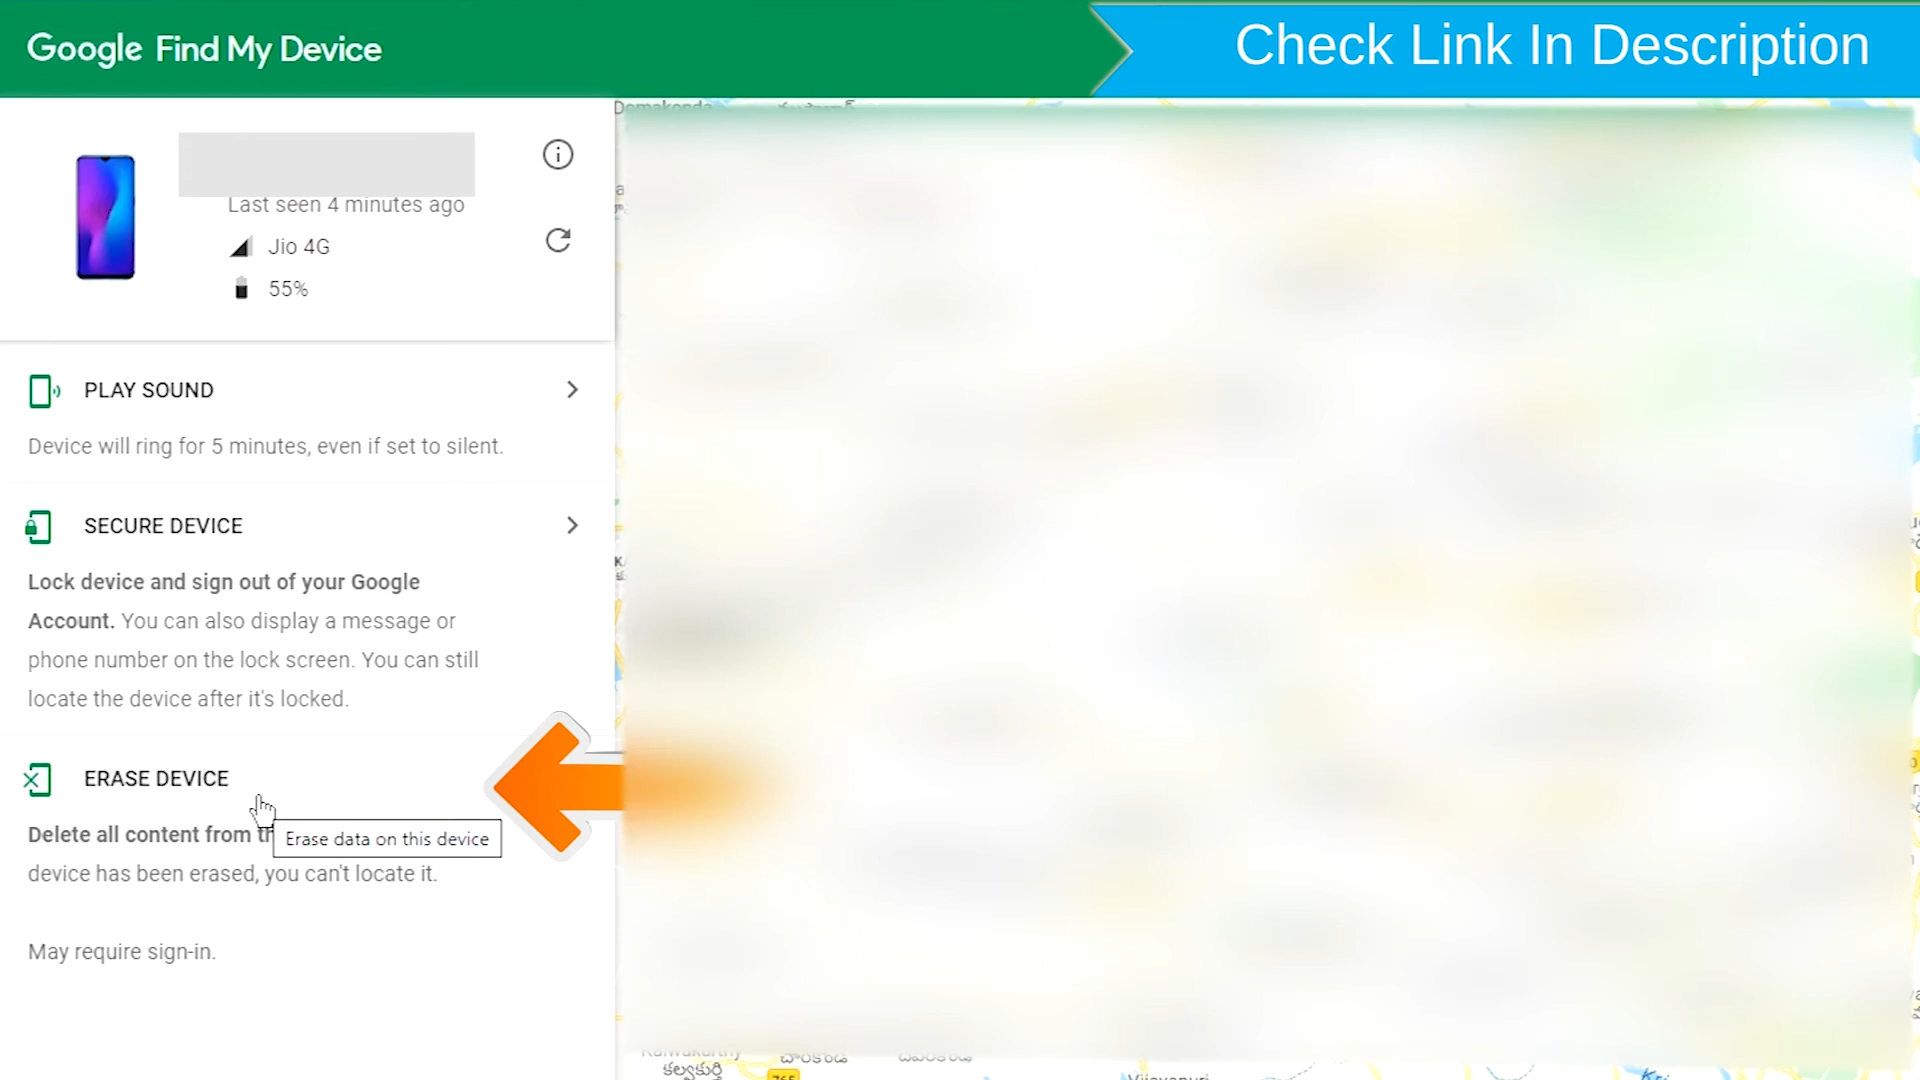 Google Find My Device
Check Link In Description
Last seen 4 minutes ago
Jio 4G
55%
PLAY SOUND
Device will ring for 5 minutes, even if set to silent.
SECURE DEVICE
Lock device and sign out of your Google
Account. You can also display a message or
phone number on the lock screen. You can still
locate the device after it's locked.
ERASE DEVICE
Delete all content from
Erase data on this device
device has been erased, you can't locate it.
May require sign-in.
కల్వకుర్తి